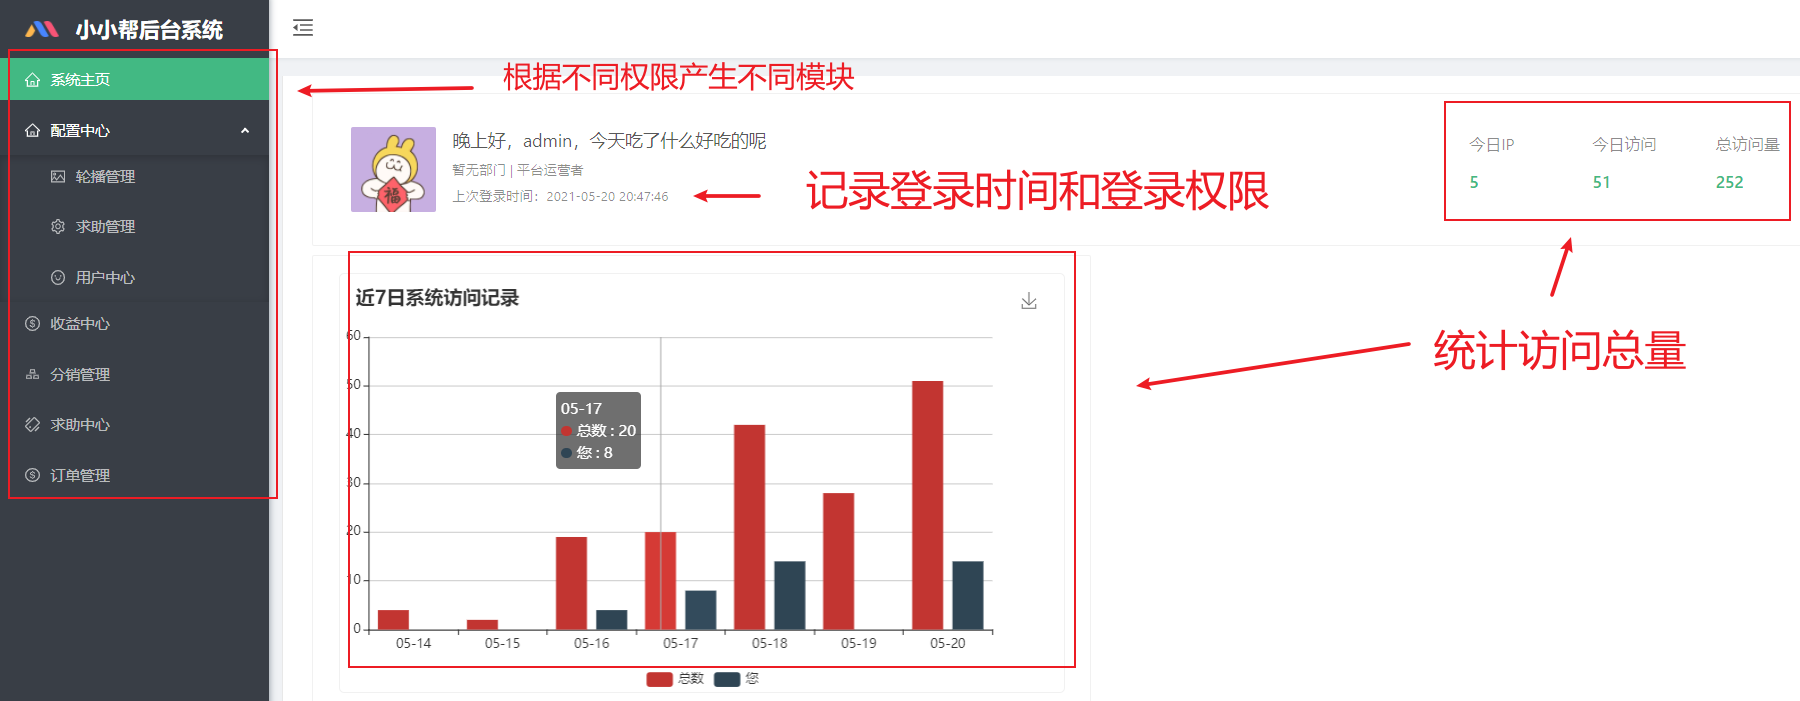 小小帮后台系统
系统主页
配置中心
轮播管理
求助管理
用户中心
收益中心
分销管理
求助中心
订单管理
根据不同权限产生不同模块
晚上好，admin，今天吃了什么好吃的呢
暂无部门 | 平台运营者
上次登录时间：2021-05-20 20:47:46
福
记录登录时间和登录权限
今日IP 今日访问 总访问量
5 51 252
统计访问总量
近7日系统访问记录
60
50
40
30
20
10
0
05-17
总数 : 20
您 : 8
05-14 05-15 05-16 05-17 05-18 05-19 05-20
总数 您